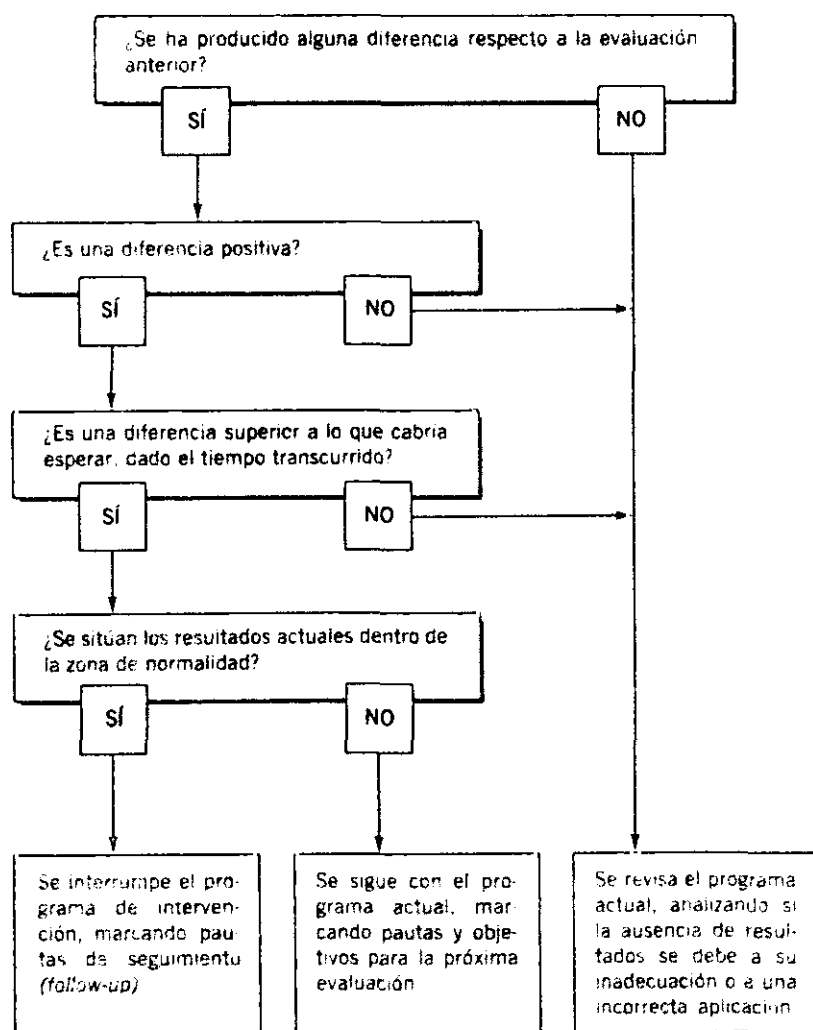 ¿Se ha producido alguna diferencia respecto a la evaluación
anterior?
SÍ
NO
¿Es una diferencia positiva?
SÍ
NO
¿Es una diferencia superior a lo que cabría
esperar, dado el tiempo transcurrido?
SÍ
NO
¿Se sitúan los resultados actuales dentro de
la zona de normalidad?
SÍ
NO
Se interrumpe el pro-
grama de interven-
ción, marcando pau-
tas de seguimiento
(follow-up)
Se sigue con el pro-
grama actual, mar-
cando pautas y obje-
tivos para la próxima
evaluación
Se revisa el programa
actual, analizando si
la ausencia de resul-
tados se debe a su
inadecuación o a una
incorrecta aplicación